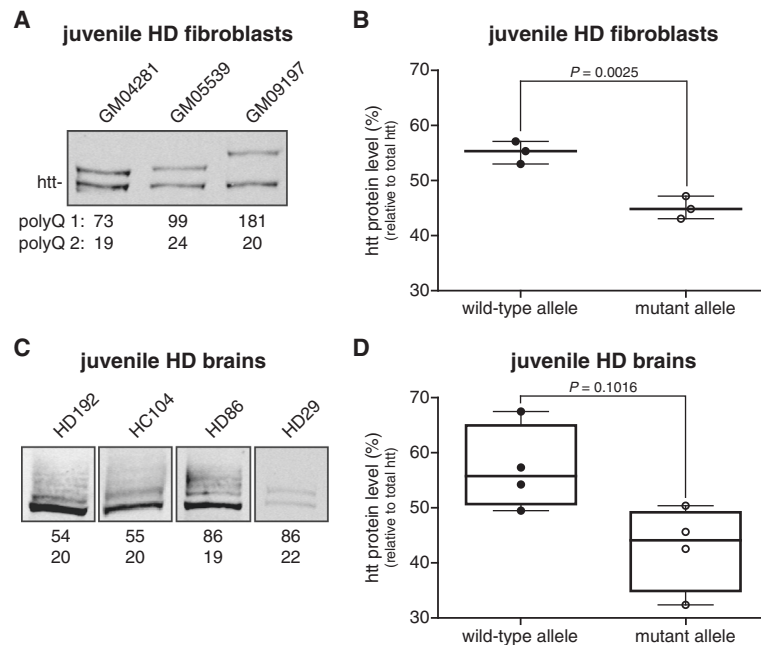 A
juvenile HD fibroblasts
GM04281
GM05539
GM09197
htt-
polyQ 1: 73 99 181
polyQ 2: 19 24 20
B
juvenile HD fibroblasts
P = 0.0025
htt protein level (%)
(relative to total htt)
70
60
50
40
30
wild-type allele
mutant allele
C
juvenile HD brains
HD192
HC104
HD86
HD29
54 55 86 86
20 20 19 22
D
juvenile HD brains
P = 0.1016
htt protein level (%)
(relative to total htt)
70
60
50
40
30
wild-type allele
mutant allele